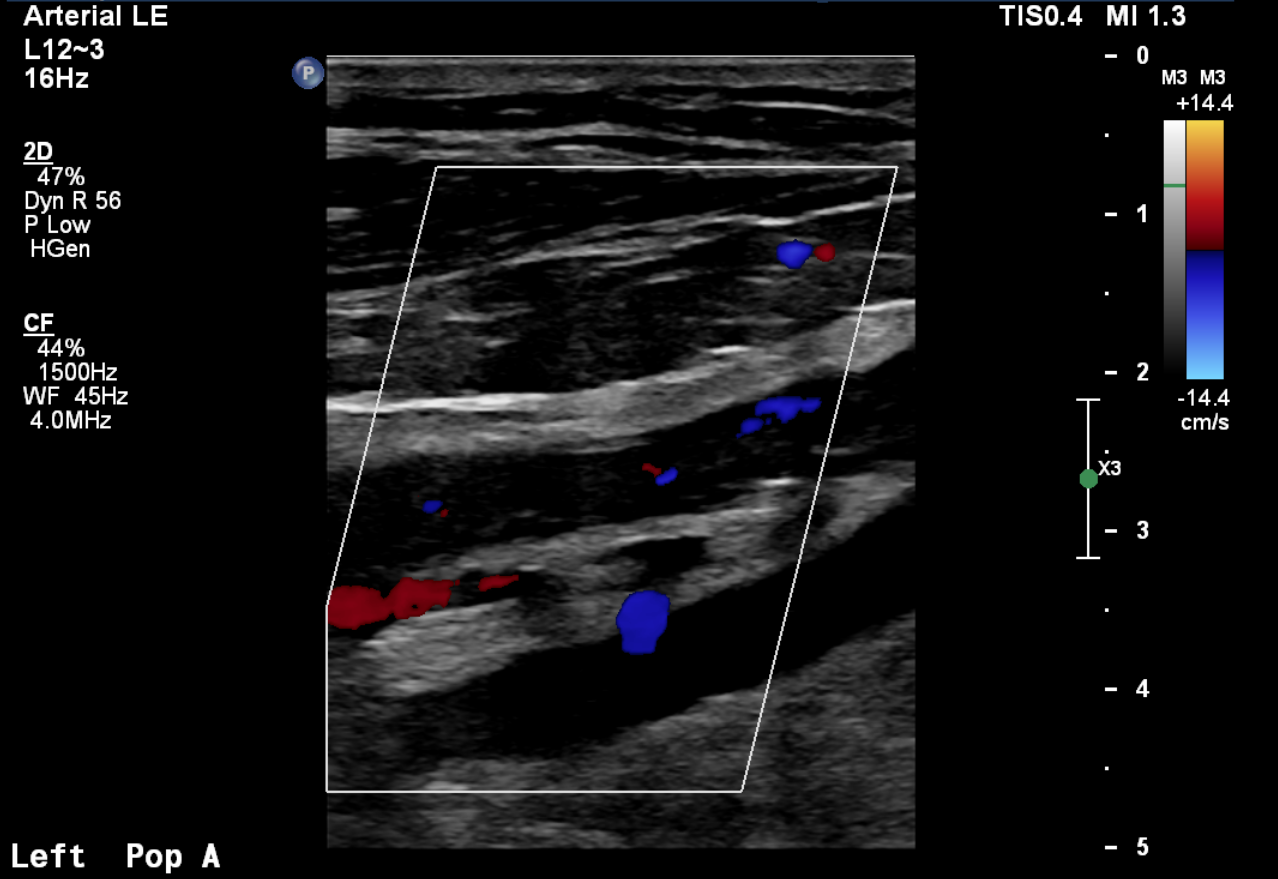 Arterial LE
TIS0.4 MI 1.3
L12~3
16Hz
P
0
M3 M3
+14.4
2D
47%
Dyn R 56
P Low
HGen
1
CF
44%
1500Hz
WF 45Hz
4.0MHz
2
-14.4
cm/s
X3
3
4
5
Left Pop A